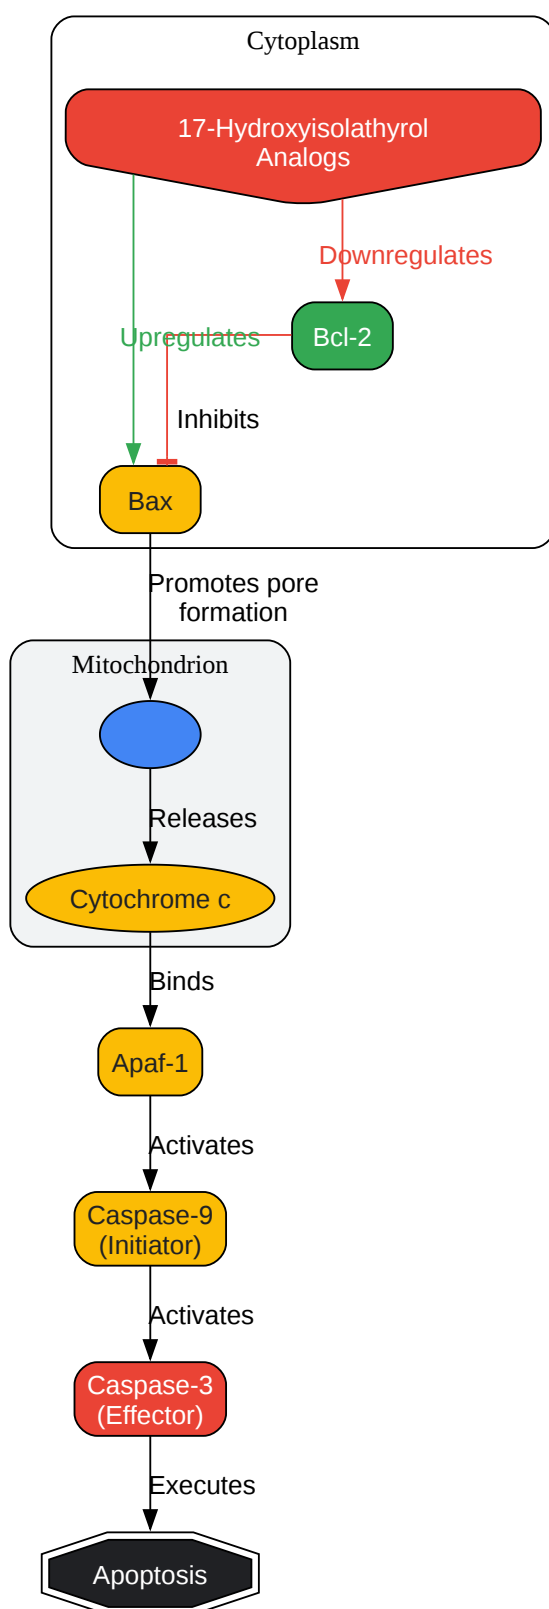 Cytoplasm
17-Hydroxyisolathyrol
Analogs
Downregulates
Upregulates
Bcl-2
Inhibits
Bax
Promotes pore
formation
Mitochondrion
Releases
Cytochrome c
Binds
Apaf-1
Activates
Caspase-9
(Initiator)
Activates
Caspase-3
(Effector)
Executes
Apoptosis